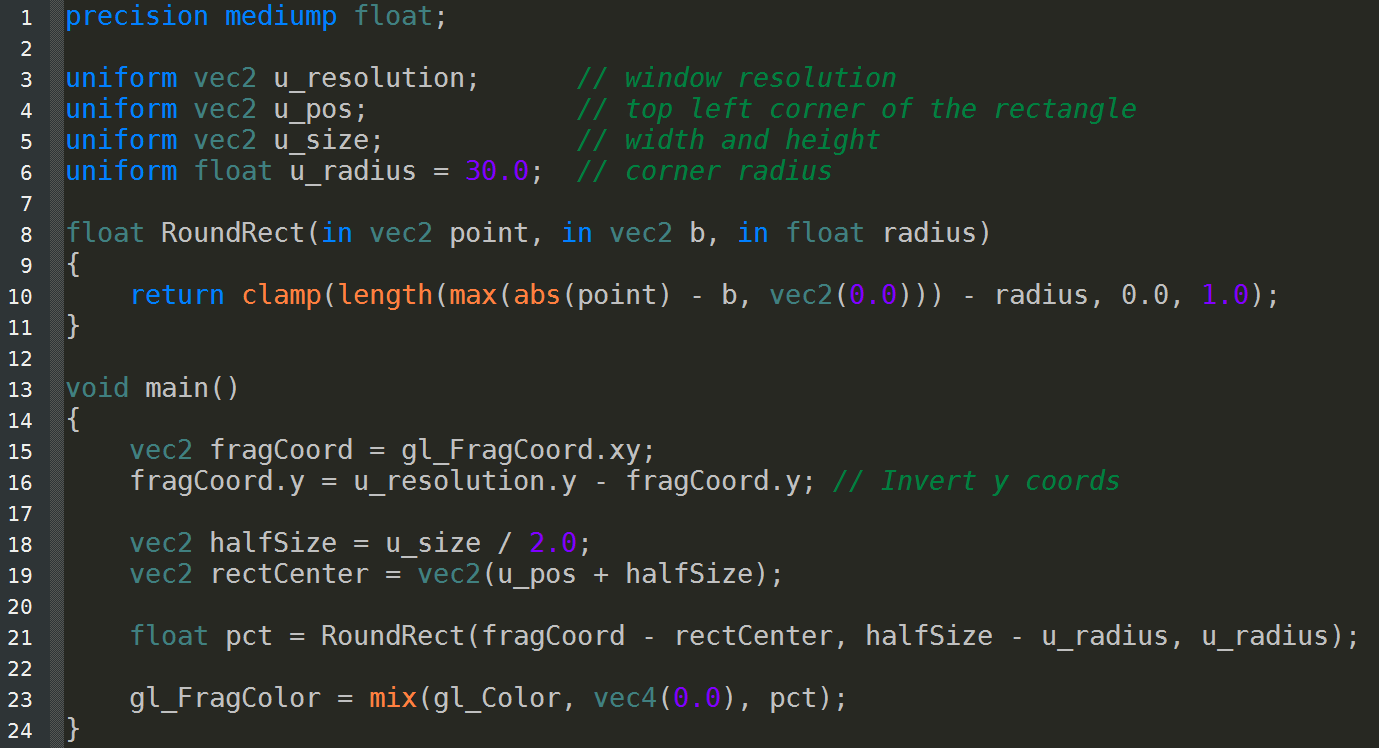 1 precision mediump float;
2
3 uniform vec2 u_resolution;      // window resolution
4 uniform vec2 u_pos;             // top left corner of the rectangle
5 uniform vec2 u_size;            // width and height
6 uniform float u_radius = 30.0;  // corner radius
7
8 float RoundRect(in vec2 point, in vec2 b, in float radius)
9 {
10     return clamp(length(max(abs(point) - b, vec2(0.0))) - radius, 0.0, 1.0);
11 }
12
13 void main()
14 {
15     vec2 fragCoord = gl_FragCoord.xy;
16     fragCoord.y = u_resolution.y - fragCoord.y; // Invert y coords
17
18     vec2 halfSize = u_size / 2.0;
19     vec2 rectCenter = vec2(u_pos + halfSize);
20
21     float pct = RoundRect(fragCoord - rectCenter, halfSize - u_radius, u_radius);
22
23     gl_FragColor = mix(gl_Color, vec4(0.0), pct);
24 }